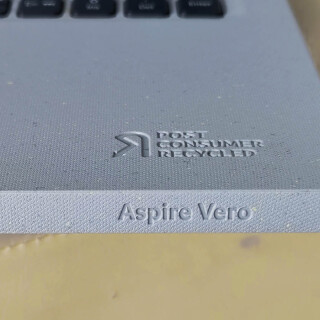 POST
CONSUMER
RECYCLED
Aspire Vero